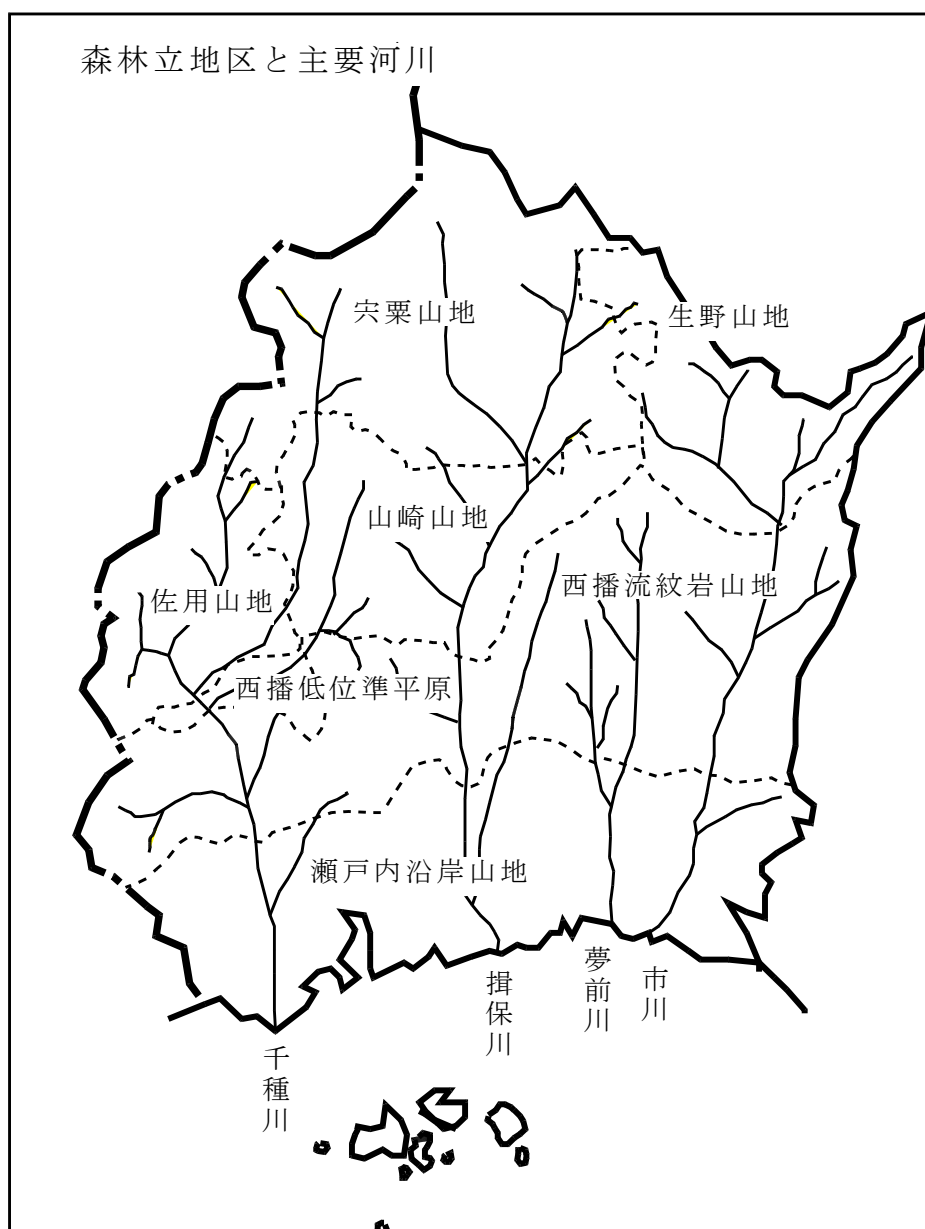 森林立地区と主要河川
宍粟山地
生野山地
山崎山地
西播流紋岩山地
佐用山地
西播低位準平原
瀬戸内沿岸山地
揖保川
夢前川
市川
千種川